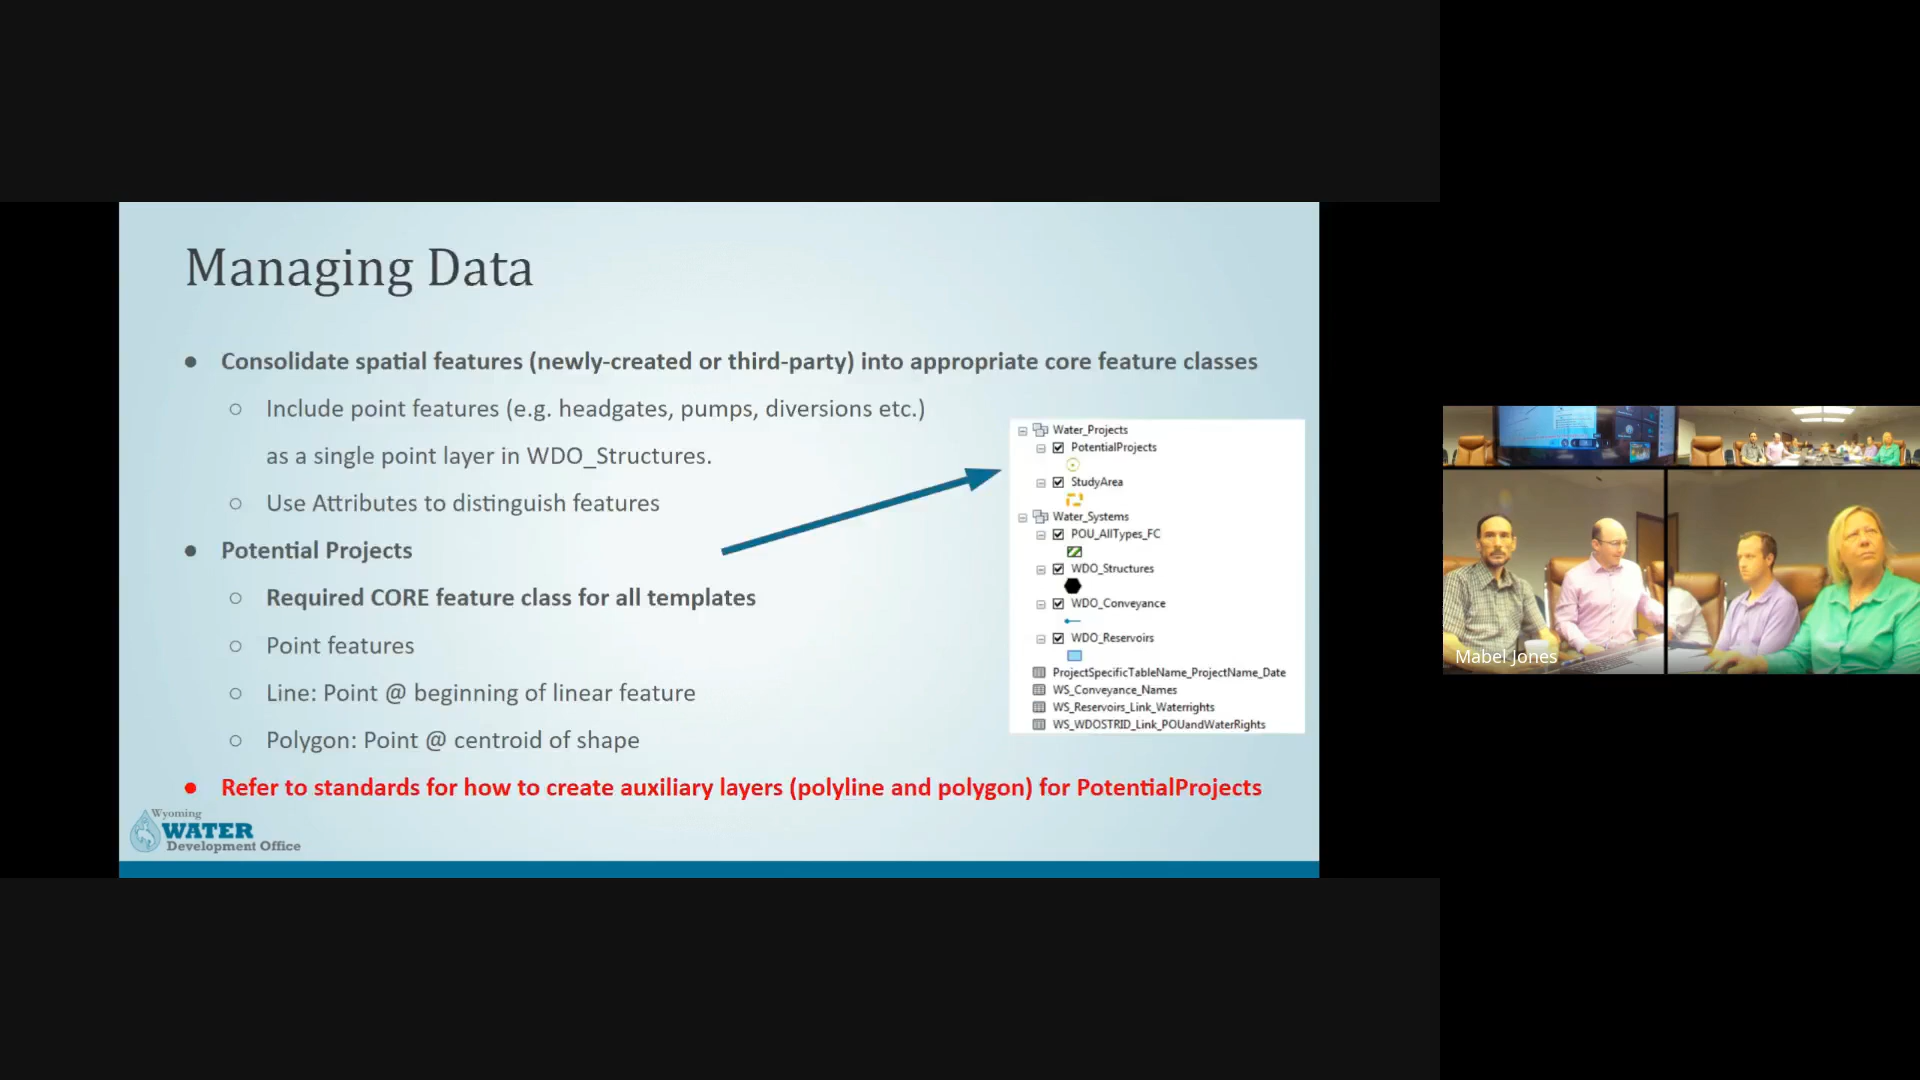 Managing Data
● Consolidate spatial features (newly-created or third-party) into appropriate core feature classes
○ Include point features (e.g. headgates, pumps, diversions etc.)
as a single point layer in WDO_Structures.
○ Use Attributes to distinguish features
● Potential Projects
○ Required CORE feature class for all templates
○ Point features
○ Line: Point @ beginning of linear feature
○ Polygon: Point @ centroid of shape
● Refer to standards for how to create auxiliary layers (polyline and polygon) for PotentialProjects
Water_Projects
PotentialProjects
StudyArea
Water_Systems
POU_AllTypes_FC
WDO_Structures
WDO_Conveyance
WDO_Reservoirs
ProjectSpecificTableName_ProjectName_Date
WS_Conveyance_Names
WS_Reservoirs_Link_Waterrights
WS_WDOSTRID_Link_POUandWaterRights
Wyoming
WATER
Development Office
Mabel Jones